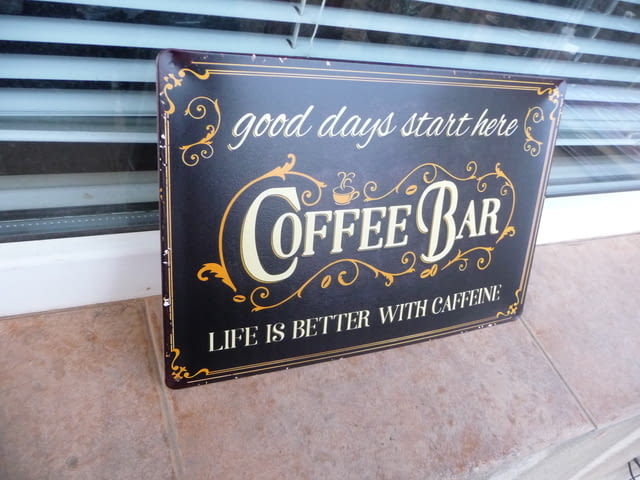 good days start here
COFFEE BAR
LIFE IS BETTER WITH CAFFEINE